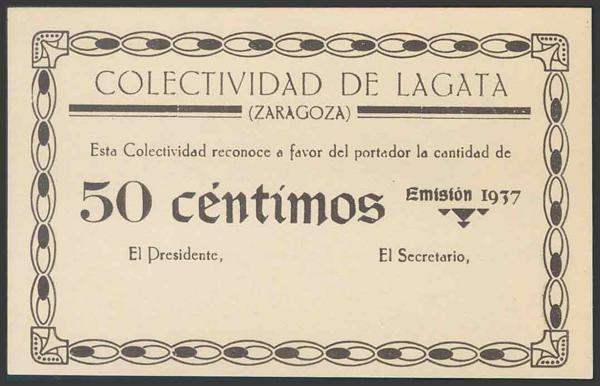 COLECTIVIDAD DE LAGATA
(ZARAGOZA)
Esta Colectividad reconoce a favor del portador la cantidad de
50 céntimos Emisión 1937
El Presidente, El Secretario,